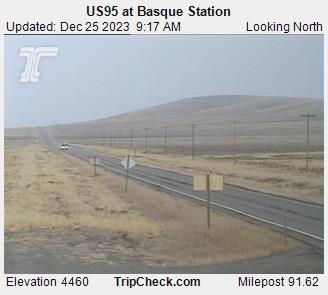 US95 at Basque Station
Updated: Dec 25 2023 9:17 AM Looking North
Elevation 4460 TripCheck.com Milepost 91.62